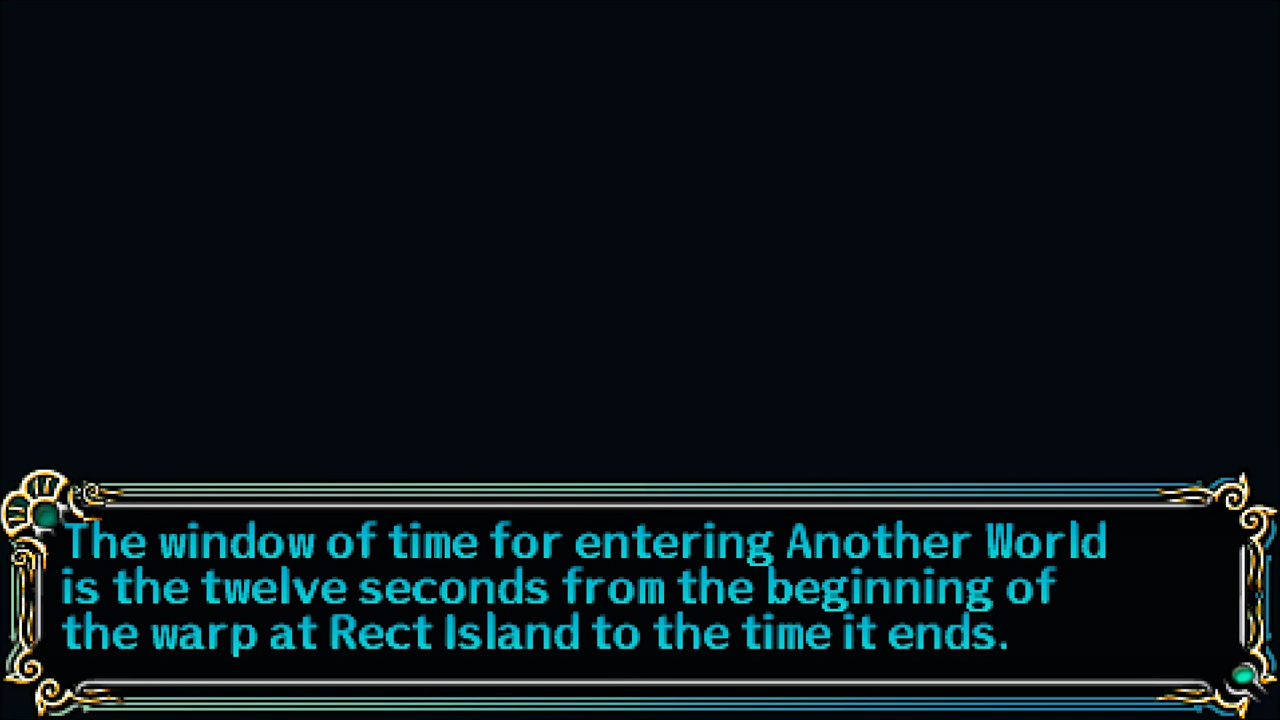 The window of time for entering Another World
is the twelve seconds from the beginning of
the warp at Rect Island to the time it ends.